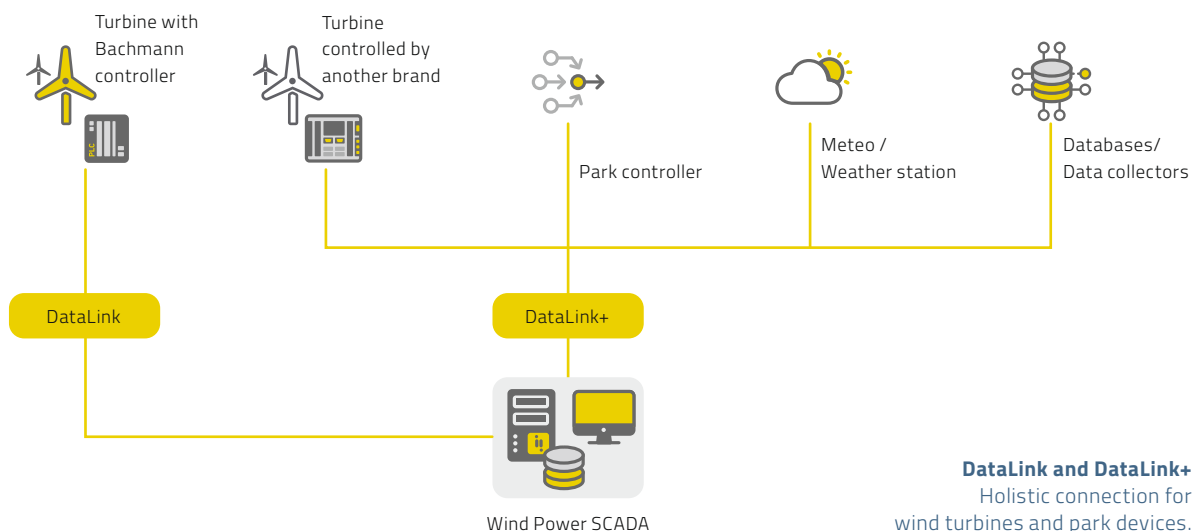 Turbine with
Bachmann
controller
Turbine
controlled by
another brand
PLC
Park controller
Meteo /
Weather station
Databases/
Data collectors
DataLink
DataLink+
Wind Power SCADA
DataLink and DataLink+
Holistic connection for
wind turbines and park devices.